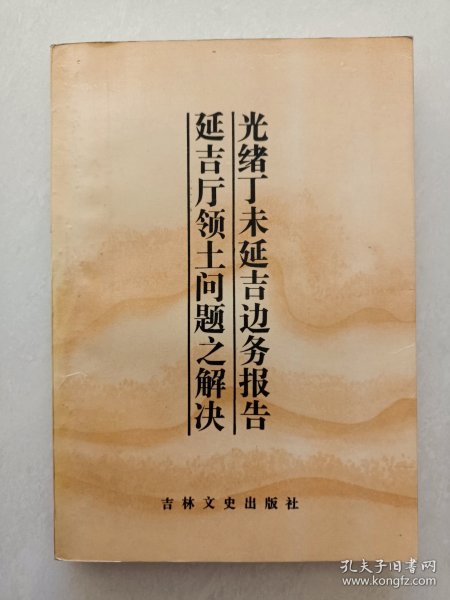 光绪丁未延吉边务报告
延吉厅领土问题之解决
吉林文史出版社
孔夫子旧书网
www.kongfz.com